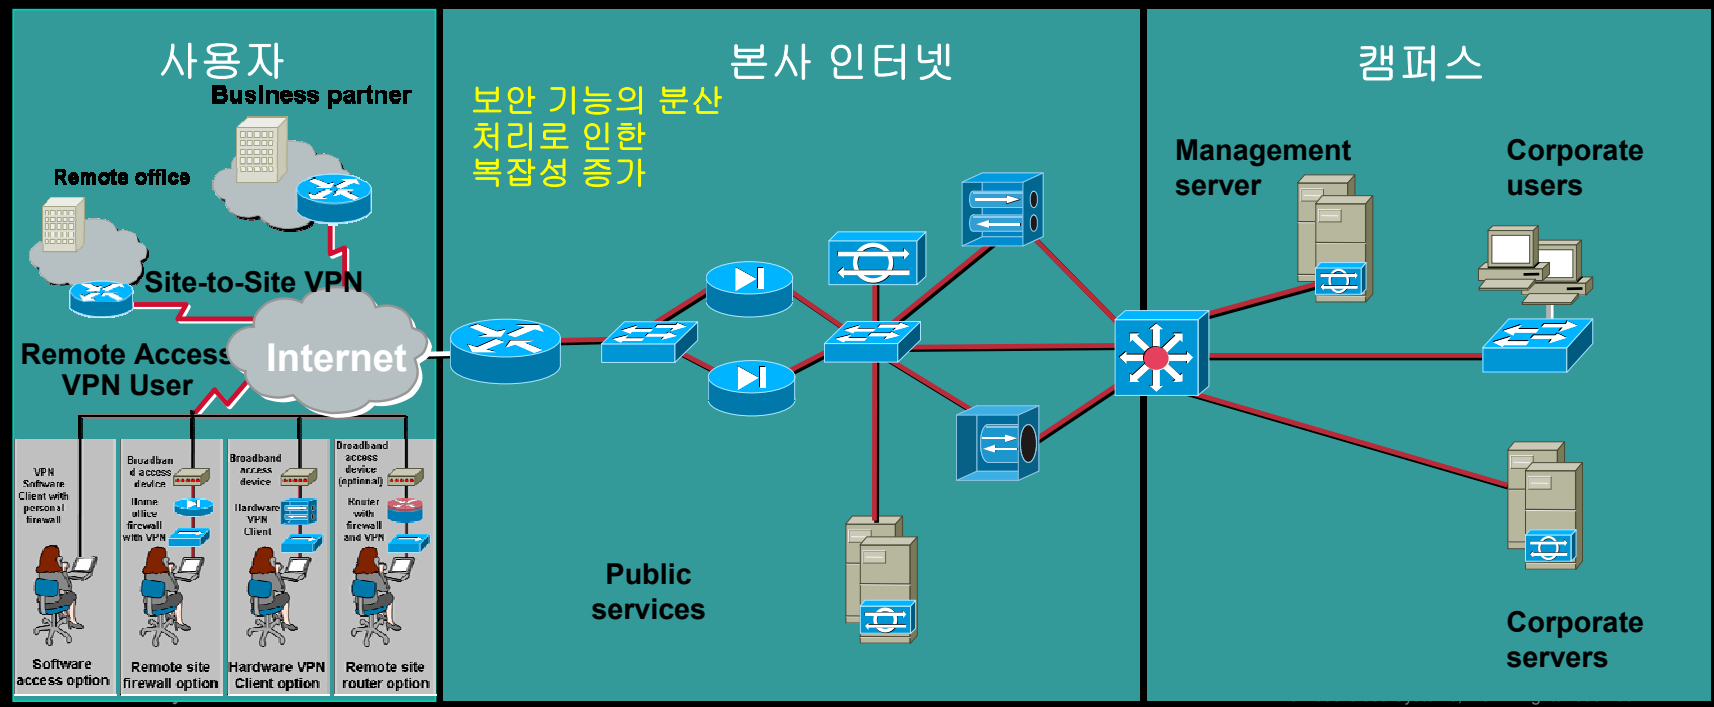 사용자
Business partner
Remote office
Site-to-Site VPN
Internet
Remote Access
VPN User
VPN
Software
Client with
personal
firewall
Broadban
d access
device
Home
office
firewall
with VPN
Broadband
access
device
Hardware
VPN
Client
Broadband
access
device
(optional)
Router
with
firewall
and VPN
Software
access option
Remote site
firewall option
Hardware VPN
Client option
Remote site
router option
본사 인터넷
보안 기능의 분산
처리로 인한
복잡성 증가
Public
services
캠퍼스
Management
server
Corporate
users
Corporate
servers